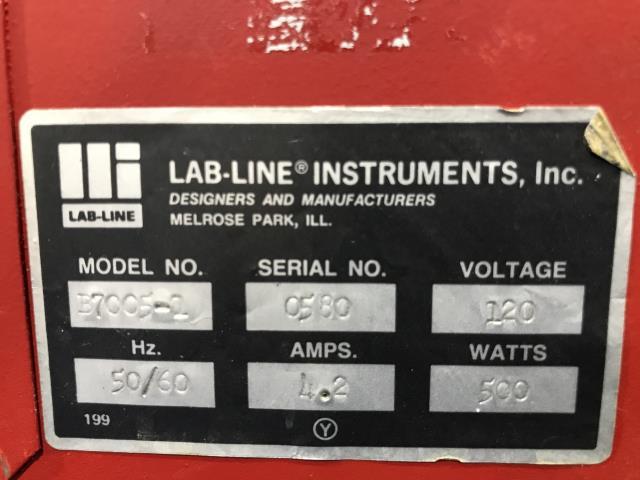 LAB-LINE
LAB-LINE® INSTRUMENTS, Inc.
DESIGNERS AND MANUFACTURERS
MELROSE PARK, ILL.
MODEL NO. SERIAL NO. VOLTAGE
B7005-1 0580 120
Hz. AMPS. WATTS
50/60 4.2 500
199 Y